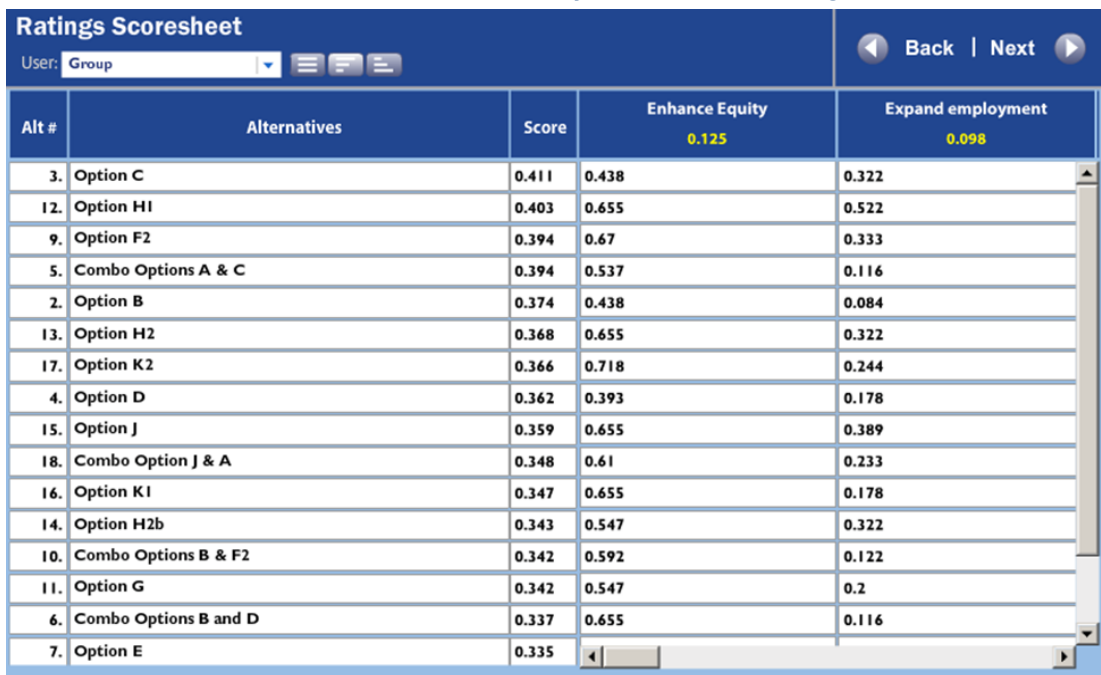 Ratings Scoresheet
User: Group
Back | Next
Alt # Alternatives Score Enhance Equity 0.125 Expand employment 0.098
3. Option C 0.411 0.438 0.322
12. Option H1 0.403 0.655 0.522
9. Option F2 0.394 0.67 0.333
5. Combo Options A & C 0.394 0.537 0.116
2. Option B 0.374 0.438 0.084
13. Option H2 0.368 0.655 0.322
17. Option K2 0.366 0.718 0.244
4. Option D 0.362 0.393 0.178
15. Option J 0.359 0.655 0.389
18. Combo Option J & A 0.348 0.61 0.233
16. Option K1 0.347 0.655 0.178
14. Option H2b 0.343 0.547 0.322
10. Combo Options B & F2 0.342 0.592 0.122
11. Option G 0.342 0.547 0.2
6. Combo Options B and D 0.337 0.655 0.116
7. Option E 0.335